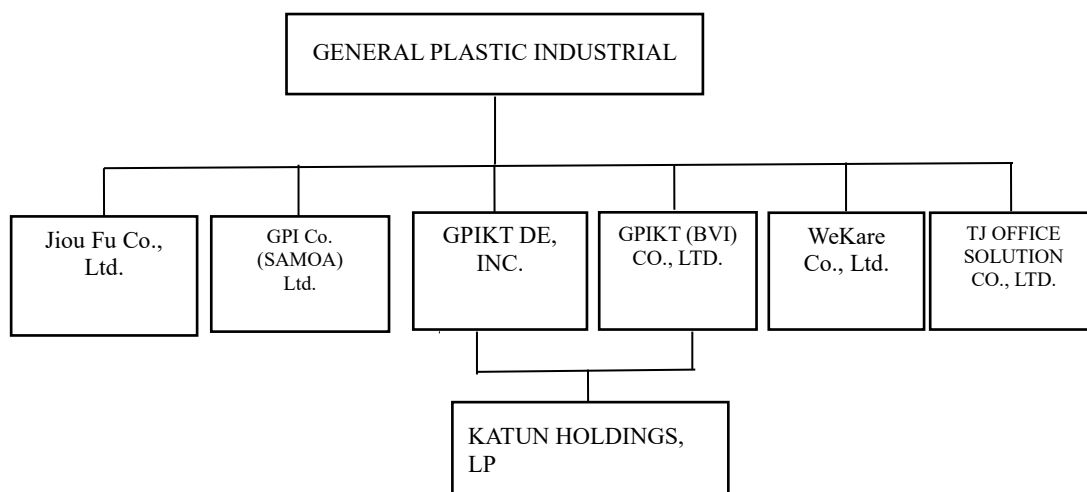 GENERAL PLASTIC INDUSTRIAL
Jiou Fu Co.,
Ltd.
GPI Co.
(SAMOA)
Ltd.
GPIKT DE,
INC.
GPIKT (BVI)
CO., LTD.
WeKare
Co., Ltd.
TJ OFFICE
SOLUTION
CO., LTD.
KATUN HOLDINGS,
LP